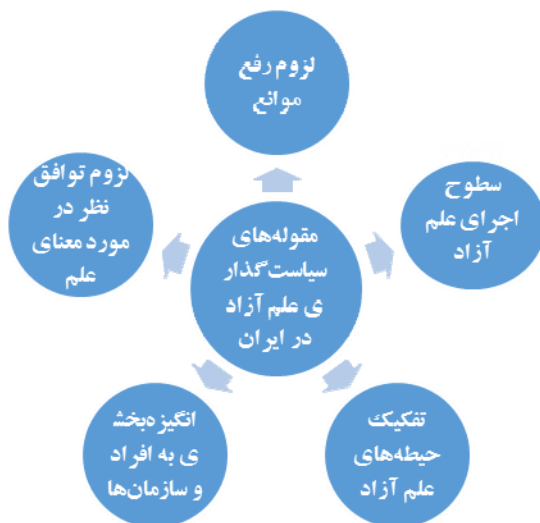 لزوم رفع
موانع
سطوح
اجرای علم
آزاد
تفکیک
حیطه‌های
علم آزاد
انگیزه‌بخش
ی به افراد
و سازمان‌ها
لزوم توافق
نظر در
مورد معنای
علم
مقوله‌های
سیاست‌گذار
ی علم آزاد
در ایران